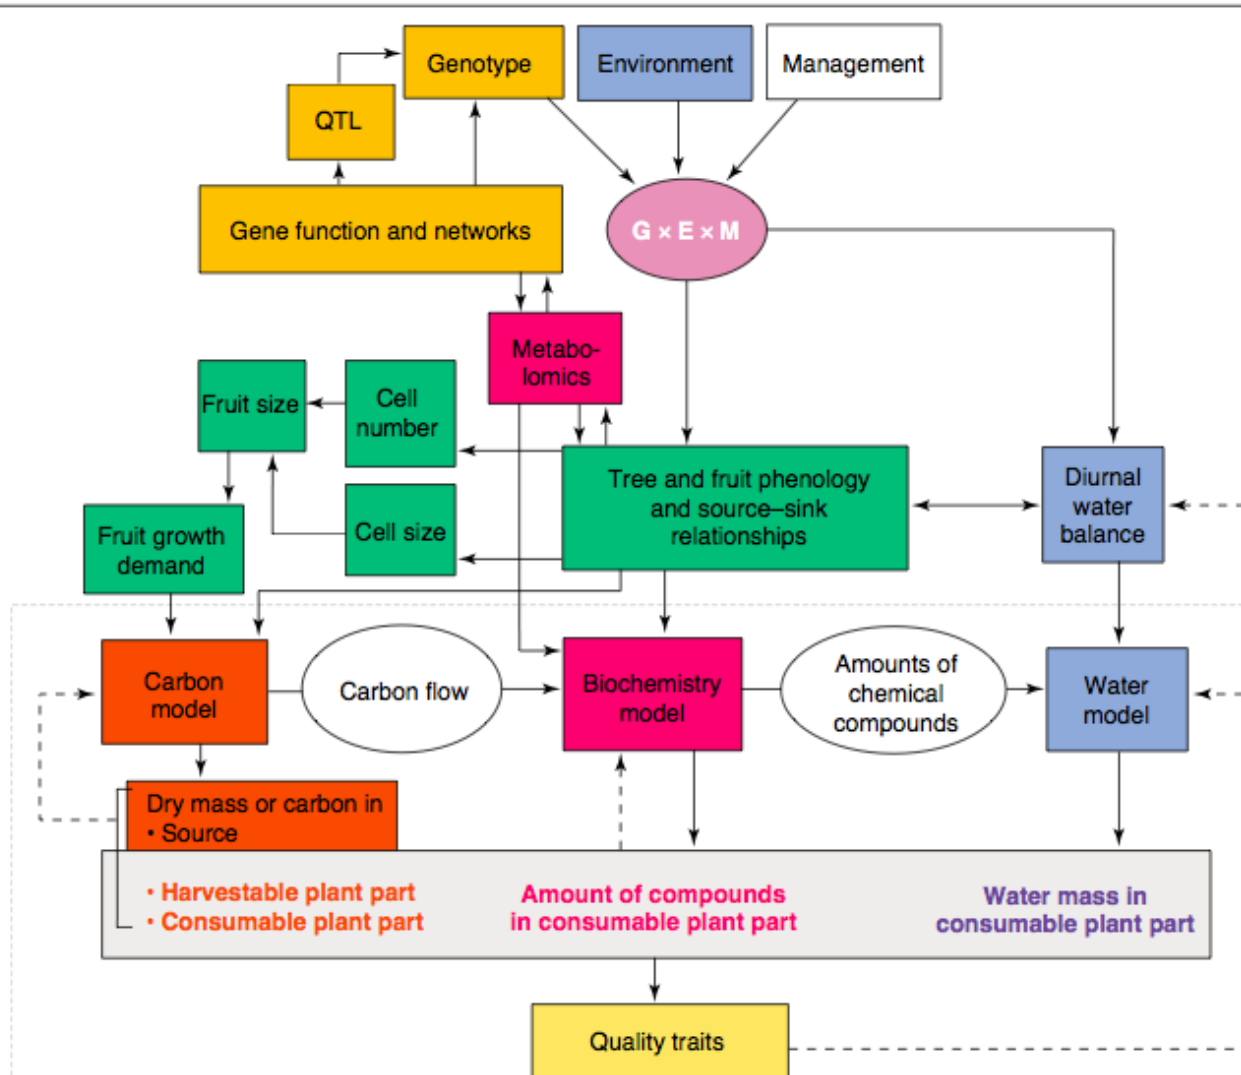 Genotype
Environment
Management
QTL
Gene function and networks
G × E × M
Metabo-
lomics
Fruit size
Cell
number
Tree and fruit phenology
and source–sink
relationships
Diurnal
water
balance
Cell size
Fruit growth
demand
Carbon
model
Carbon flow
Biochemistry
model
Amounts of
chemical
compounds
Water
model
Dry mass or carbon in
• Source
• Harvestable plant part
• Consumable plant part
Amount of compounds
in consumable plant part
Water mass in
consumable plant part
Quality traits